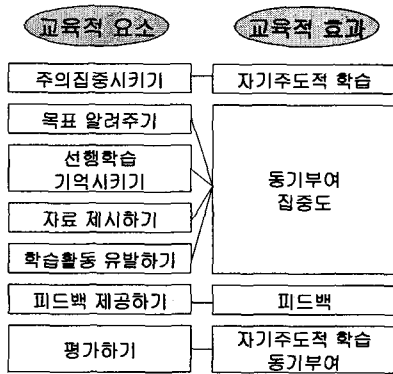 교육적 요소
교육적 효과
주의집중시키기
자기주도적 학습
목표 알려주기
선행학습
기억시키기
자료 제시하기
학습활동 유발하기
동기부여
집중도
피드백 제공하기
피드백
평가하기
자기주도적 학습
동기부여